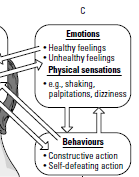 C
Emotions
• Healthy feelings
• Unhealthy feelings
Physical sensations
• e.g., shaking,
palpitations, dizziness
Behaviours
• Constructive action
• Self-defeating action